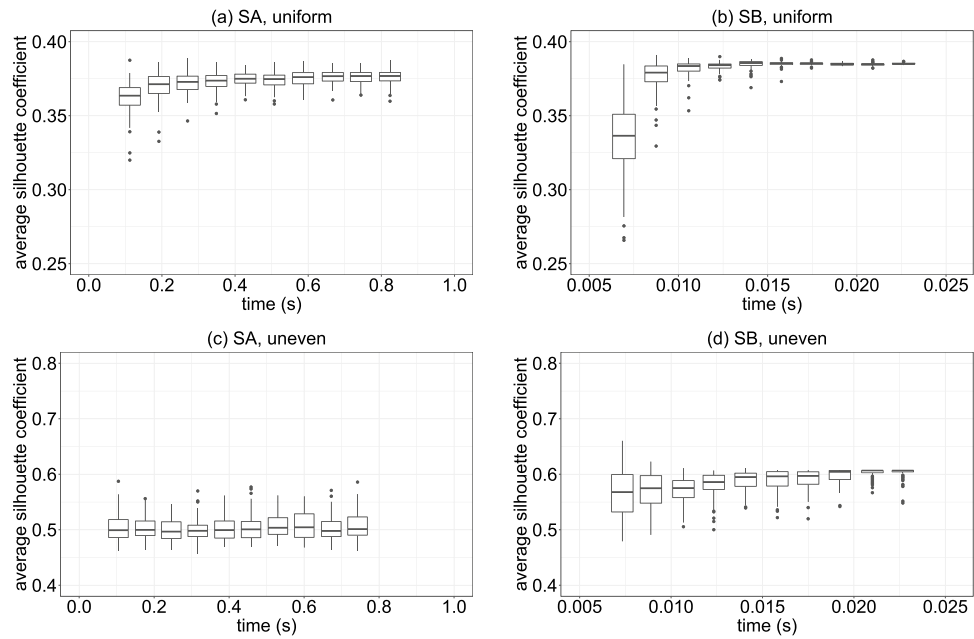 (a) SA, uniform
average silhouette coefficient
0.40
0.35
0.30
0.25
0.0 0.2 0.4 0.6 0.8 1.0
time (s)
(b) SB, uniform
average silhouette coefficient
0.40
0.35
0.30
0.25
0.005 0.010 0.015 0.020 0.025
time (s)
(c) SA, uneven
average silhouette coefficient
0.8
0.7
0.6
0.5
0.4
0.0 0.2 0.4 0.6 0.8 1.0
time (s)
(d) SB, uneven
average silhouette coefficient
0.8
0.7
0.6
0.5
0.4
0.005 0.010 0.015 0.020 0.025
time (s)